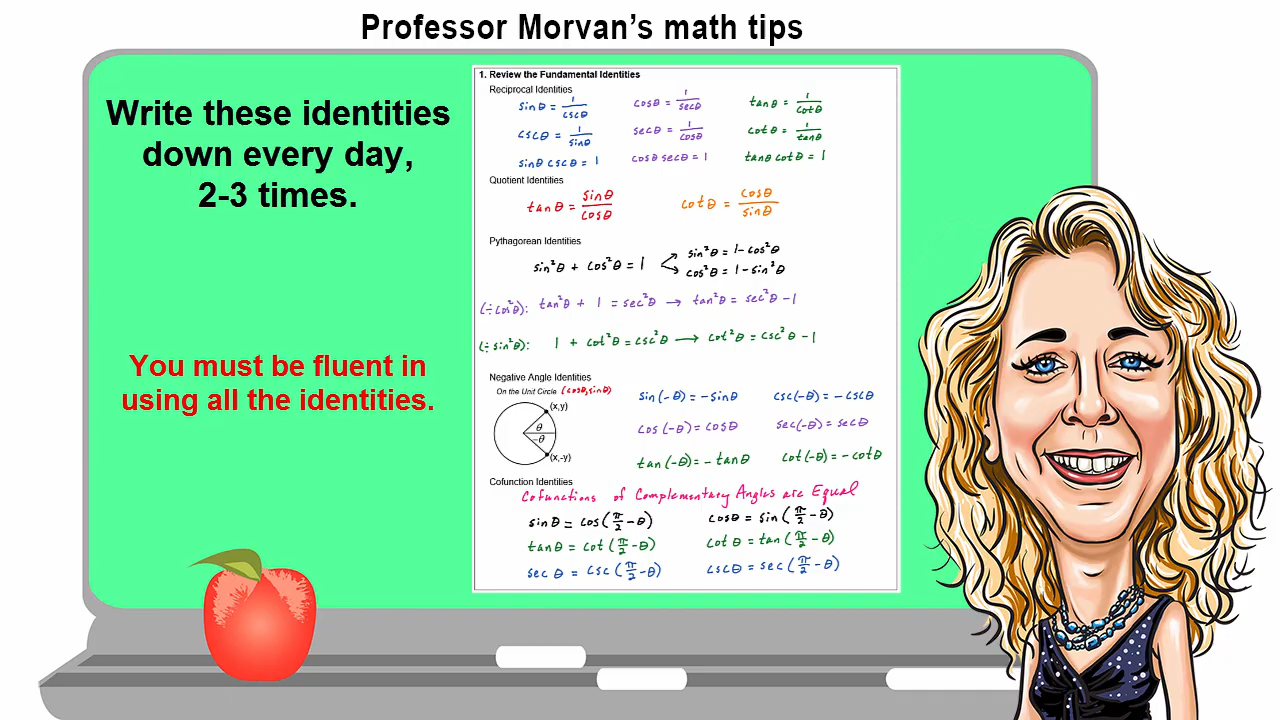 Professor Morvan's math tips
Write these identities
down every day,
2-3 times.
You must be fluent in
using all the identities.
1. Review the Fundamental Identities
Reciprocal Identities
sinθ = 1/cscθ cosθ = 1/secθ tanθ = 1/cotθ
cscθ = 1/sinθ secθ = 1/cosθ cotθ = 1/tanθ
sinθ cscθ = 1 cosθ secθ = 1 tanθ cotθ = 1
Quotient Identities
tanθ = sinθ/cosθ cotθ = cosθ/sinθ
Pythagorean Identities
sin²θ + cos²θ = 1
sin²θ = 1 - cos²θ
cos²θ = 1 - sin²θ
(÷cos²θ): tan²θ + 1 = sec²θ → tan²θ = sec²θ - 1
(÷sin²θ): 1 + cot²θ = csc²θ → cot²θ = csc²θ - 1
Negative Angle Identities
On the Unit Circle (cosθ, sinθ)
(x,y)
θ
-θ
(x,-y)
sin(-θ) = -sinθ csc(-θ) = -cscθ
cos(-θ) = cosθ sec(-θ) = secθ
tan(-θ) = -tanθ cot(-θ) = -cotθ
Cofunction Identities
Cofunctions of Complementary Angles are Equal
sinθ = cos(π/2 - θ) cosθ = sin(π/2 - θ)
tanθ = cot(π/2 - θ) cotθ = tan(π/2 - θ)
secθ = csc(π/2 - θ) cscθ = sec(π/2 - θ)